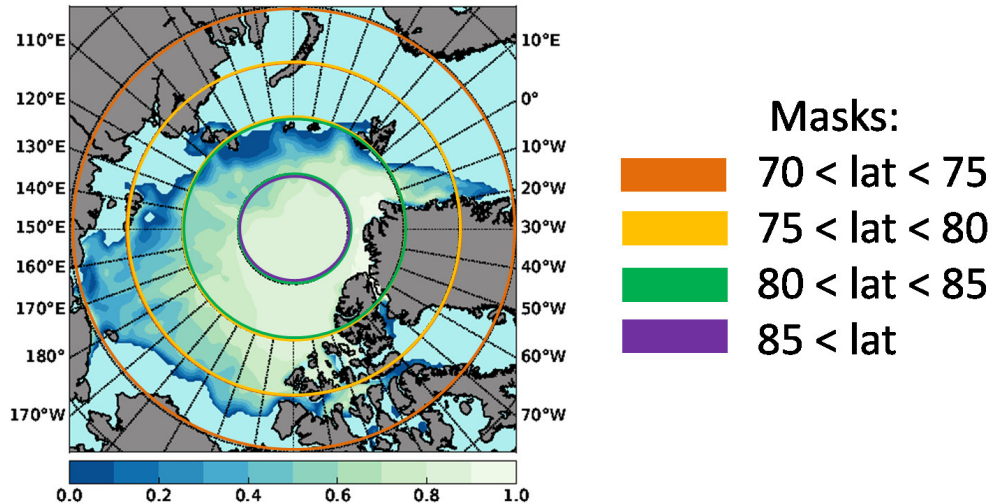 110°E
120°E
130°E
140°E
150°E
160°E
170°E
180°
170°W
10°E
0°
10°W
20°W
30°W
40°W
50°W
60°W
70°W
0.0 0.2 0.4 0.6 0.8 1.0
Masks:
70 < lat < 75
75 < lat < 80
80 < lat < 85
85 < lat